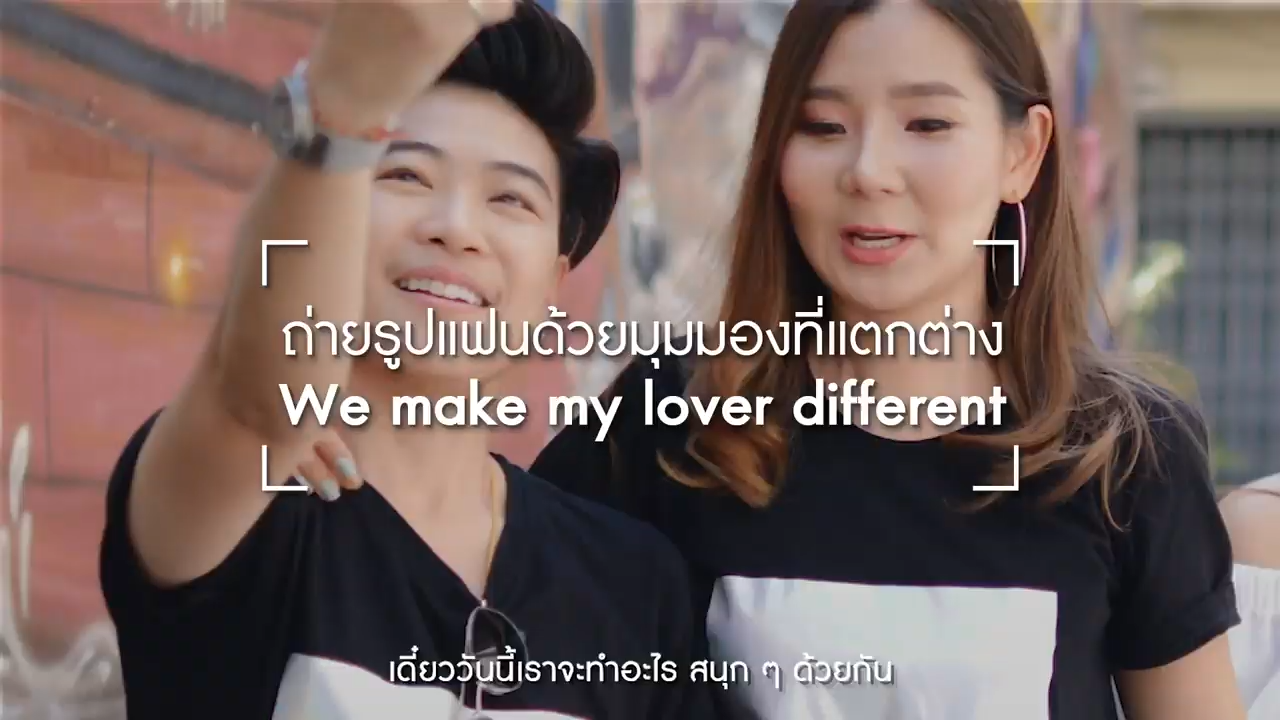 ถ่ายรูปแฟนด้วยมุมมองที่แตกต่าง
We make my lover different
เดี๋ยววันนี้เราจะทำอะไร สนุก ๆ ด้วยกัน